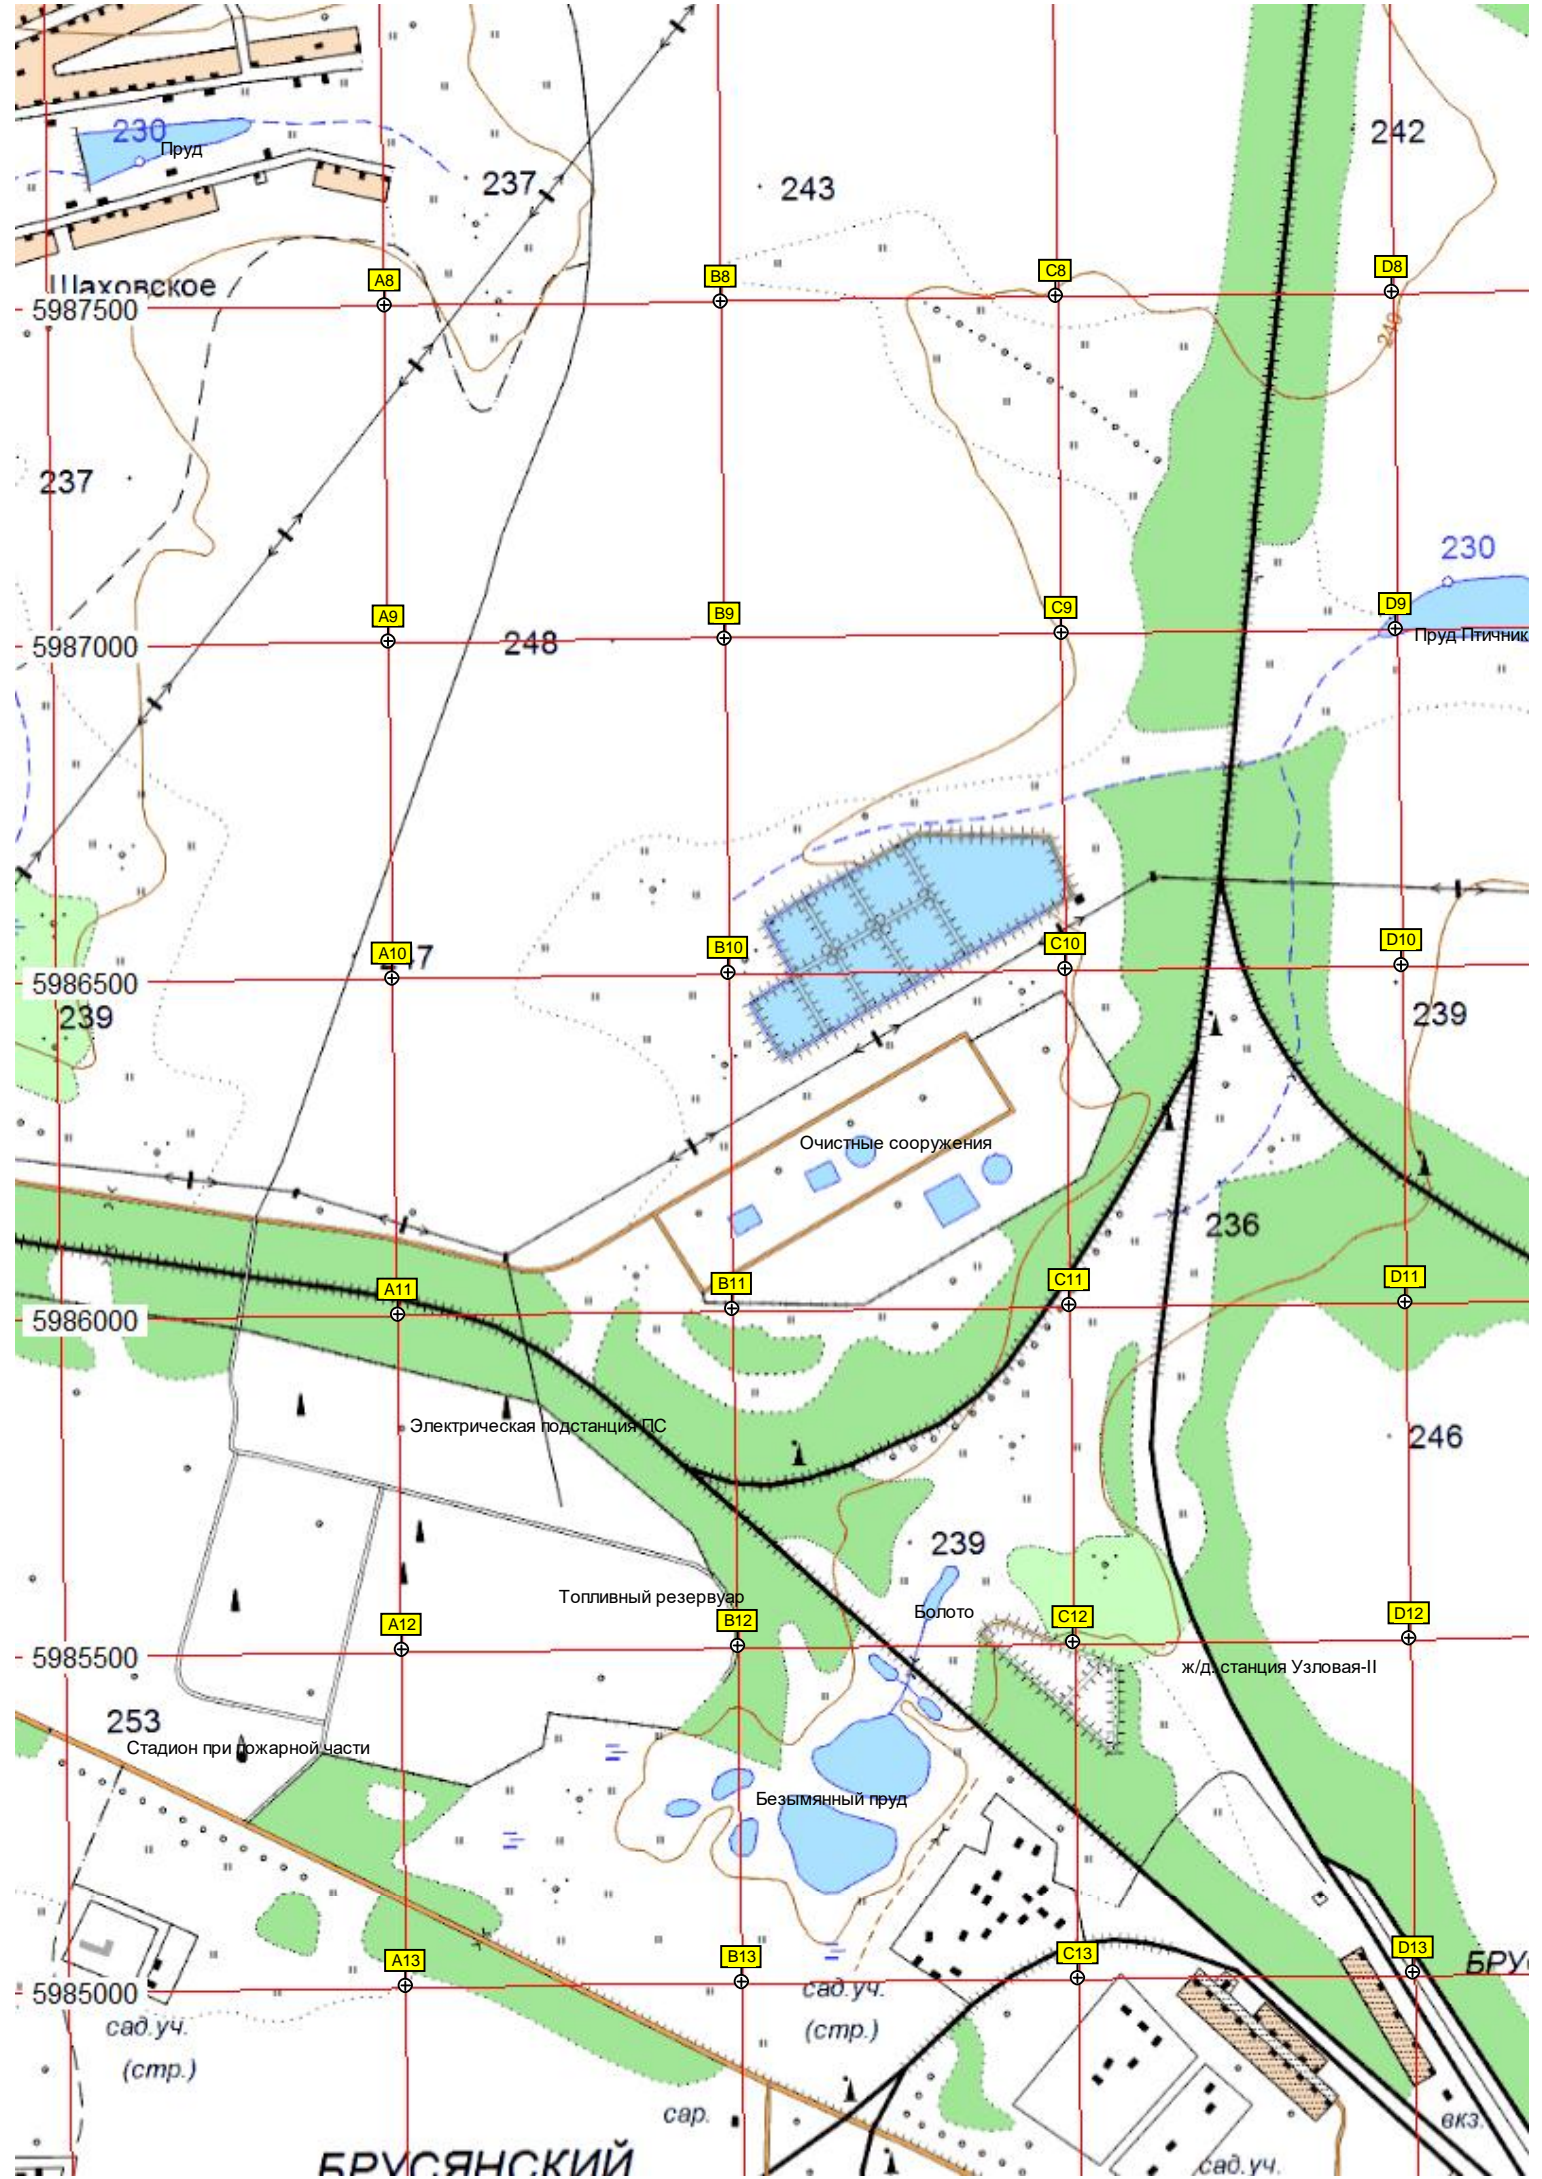 230
Пруд
237
243
242
Шаховское
A8
B8
C8
D8
5987500
240
237
230
A9
B9
C9
D9
5987000
248
Пруд Птичник
A10
B10
C10
D10
5986500
239
239
Очистные сооружения
236
A11
B11
C11
D11
5986000
Электрическая подстанция ПС
246
239
Топливный резервуар
Болото
A12
B12
C12
D12
5985500
ж/д. станция Узловая-II
253
Стадион при пожарной части
Безымянный пруд
A13
B13
C13
D13
БРУС
5985000
сад.уч.
(стр.)
сад.уч.
(стр.)
сар.
вкз.
БРУСЯНСКИЙ
сад.уч.